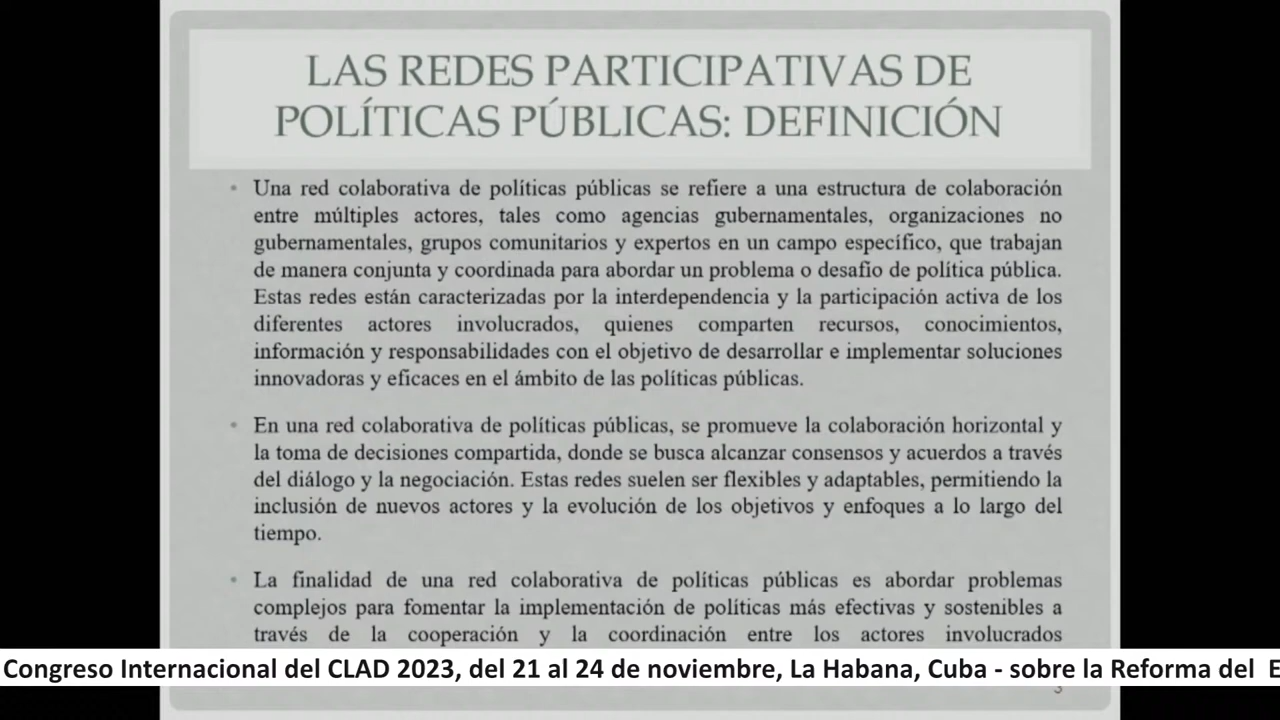 LAS REDES PARTICIPATIVAS DE
POLÍTICAS PÚBLICAS: DEFINICIÓN
• Una red colaborativa de políticas públicas se refiere a una estructura de colaboración
entre múltiples actores, tales como agencias gubernamentales, organizaciones no
gubernamentales, grupos comunitarios y expertos en un campo específico, que trabajan
de manera conjunta y coordinada para abordar un problema o desafío de política pública.
Estas redes están caracterizadas por la interdependencia y la participación activa de los
diferentes actores involucrados, quienes comparten recursos, conocimientos,
información y responsabilidades con el objetivo de desarrollar e implementar soluciones
innovadoras y eficaces en el ámbito de las políticas públicas.
• En una red colaborativa de políticas públicas, se promueve la colaboración horizontal y
la toma de decisiones compartida, donde se busca alcanzar consensos y acuerdos a través
del diálogo y la negociación. Estas redes suelen ser flexibles y adaptables, permitiendo la
inclusión de nuevos actores y la evolución de los objetivos y enfoques a lo largo del
tiempo.
• La finalidad de una red colaborativa de políticas públicas es abordar problemas
complejos para fomentar la implementación de políticas más efectivas y sostenibles a
través de la cooperación y la coordinación entre los actores involucrados
Congreso Internacional del CLAD 2023, del 21 al 24 de noviembre, La Habana, Cuba - sobre la Reforma del E